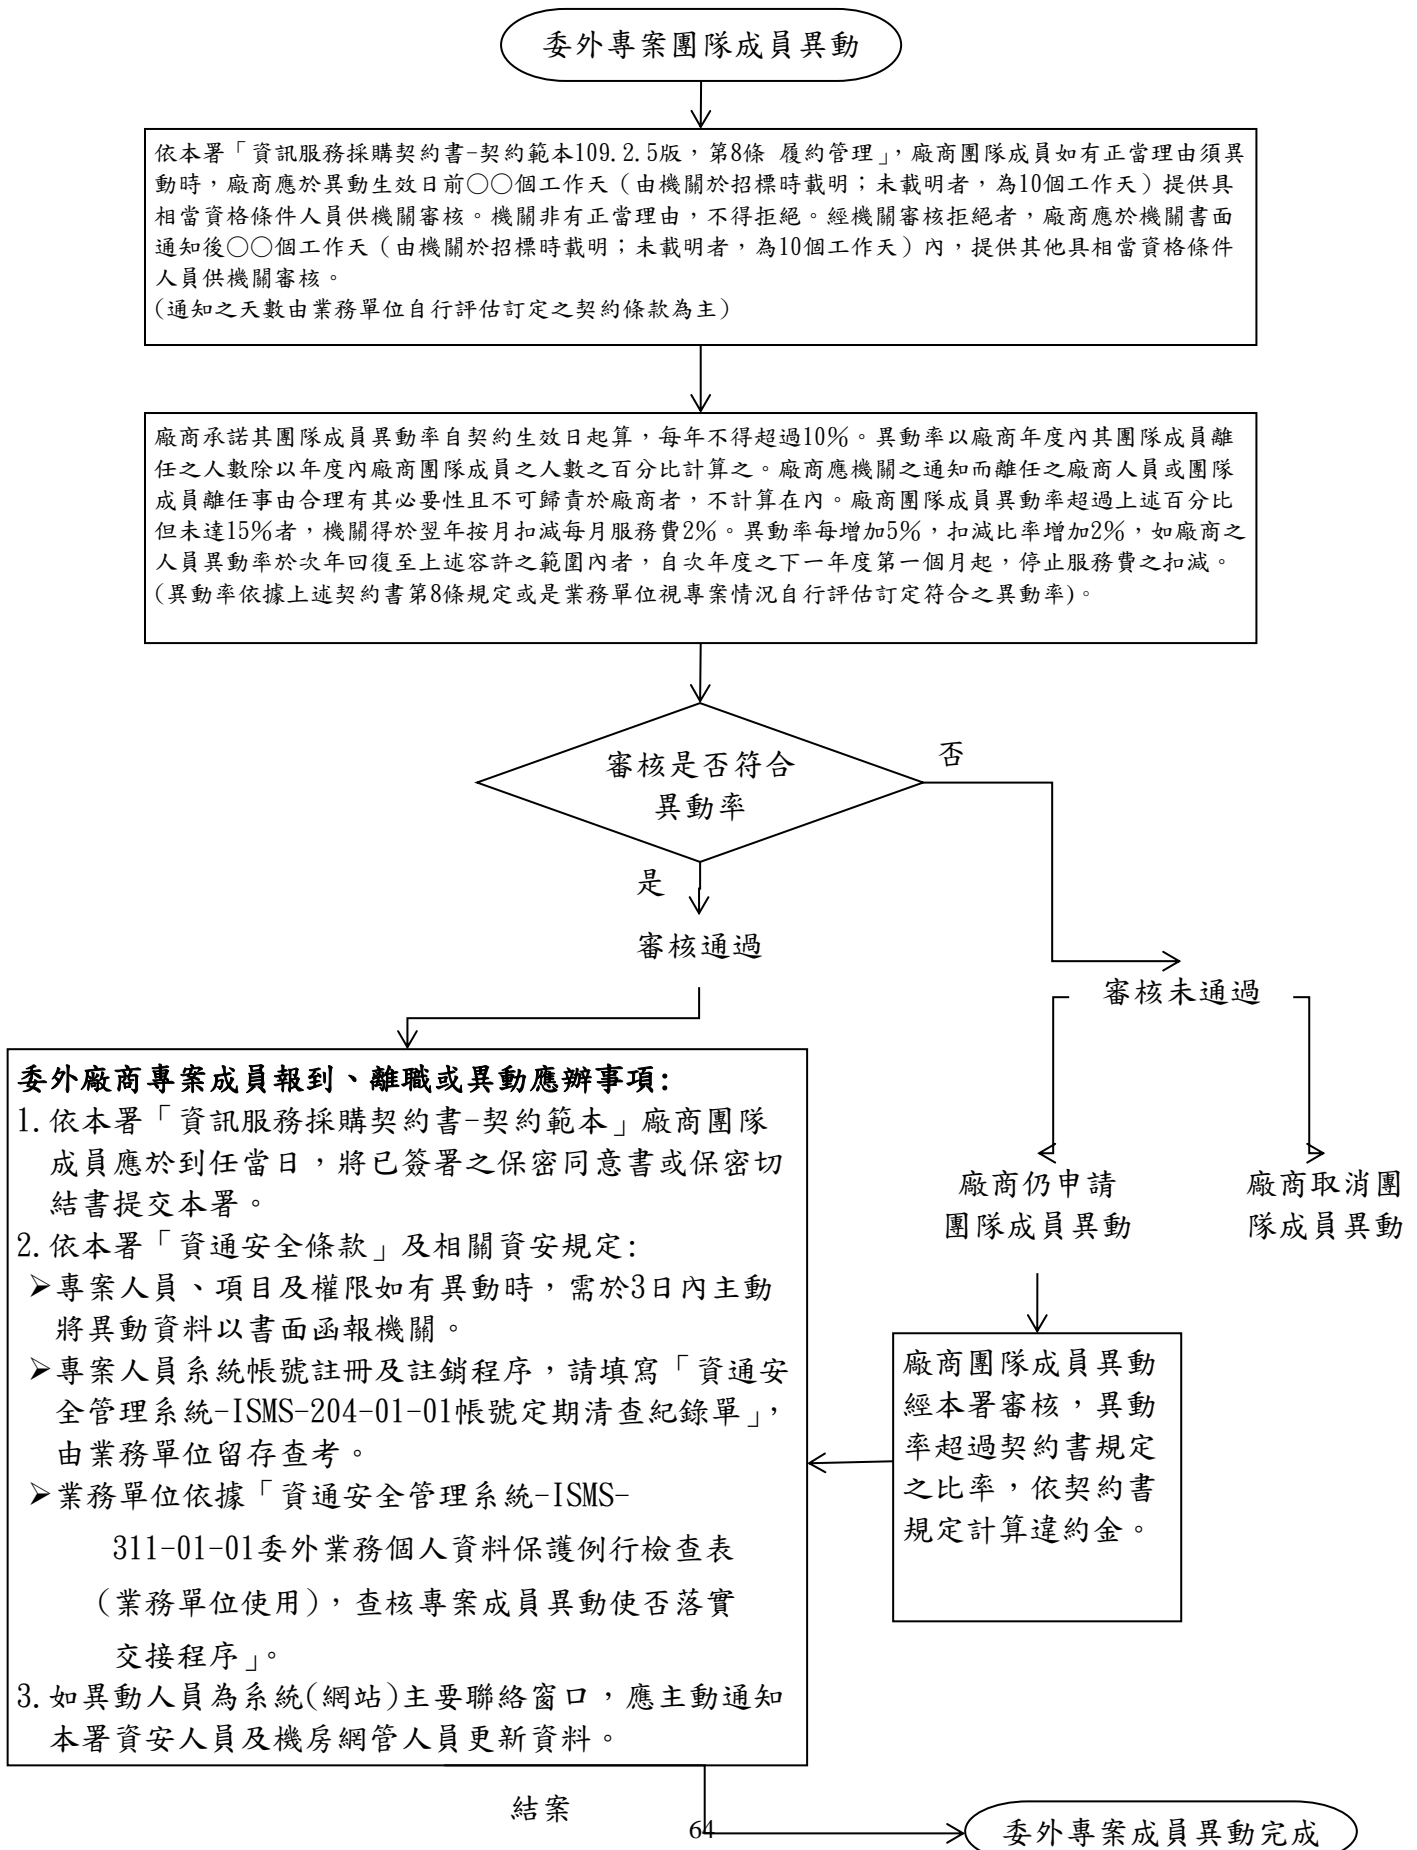 委外專案團隊成員異動
依本署「資訊服務採購契約書-契約範本109.2.5版，第8條 履約管理」，廠商團隊成員如有正當理由須異
動時，廠商應於異動生效日前○○個工作天（由機關於招標時載明；未載明者，為10個工作天）提供具
相當資格條件人員供機關審核。機關非有正當理由，不得拒絕。經機關審核拒絕者，廠商應於機關書面
通知後○○個工作天（由機關於招標時載明；未載明者，為10個工作天）內，提供其他具相當資格條件
人員供機關審核。
(通知之天數由業務單位自行評估訂定之契約條款為主)
廠商承諾其團隊成員異動率自契約生效日起算，每年不得超過10%。異動率以廠商年度內其團隊成員離
任之人數除以年度內廠商團隊成員之人數之百分比計算之。廠商應機關之通知而離任之廠商人員或團隊
成員離任事由合理有其必要性且不可歸責於廠商者，不計算在內。廠商團隊成員異動率超過上述百分比
但未達15%者，機關得於翌年按月扣減每月服務費2%。異動率每增加5%，扣減比率增加2%，如廠商之
人員異動率於次年回復至上述容許之範圍內者，自次年度之下一年度第一個月起，停止服務費之扣減。
(異動率依據上述契約書第8條規定或是業務單位視專案情況自行評估訂定符合之異動率)。
審核是否符合
異動率
否
是
審核通過
審核未通過
廠商仍申請
團隊成員異動
廠商取消團
隊成員異動
廠商團隊成員異動
經本署審核，異動
率超過契約書規定
之比率，依契約書
規定計算違約金。
委外廠商專案成員報到、離職或異動應辦事項:
1.依本署「資訊服務採購契約書-契約範本」廠商團隊
成員應於到任當日，將已簽署之保密同意書或保密切
結書提交本署。
2.依本署「資通安全條款」及相關資安規定:
➢專案人員、項目及權限如有異動時，需於3日內主動
將異動資料以書面函報機關。
➢專案人員系統帳號註冊及註銷程序，請填寫「資通安
全管理系統-ISMS-204-01-01帳號定期清查紀錄單」，
由業務單位留存查考。
➢業務單位依據「資通安全管理系統-ISMS-
311-01-01委外業務個人資料保護例行檢查表
(業務單位使用)，查核專案成員異動使否落實
交接程序」。
3.如異動人員為系統(網站)主要聯絡窗口，應主動通知
本署資安人員及機房網管人員更新資料。
結案
64
委外專案成員異動完成